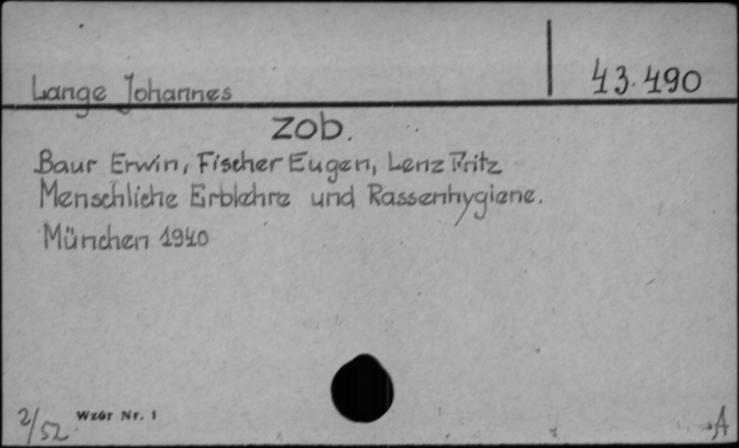 Lange Johannes
43.490
zob.
Baur Erwin, Fischer Eugen, Lenz Fritz
Menschliche Erblehre und Rassenhygiene.
München 1940
2/52
Wzór Nr. 1
A